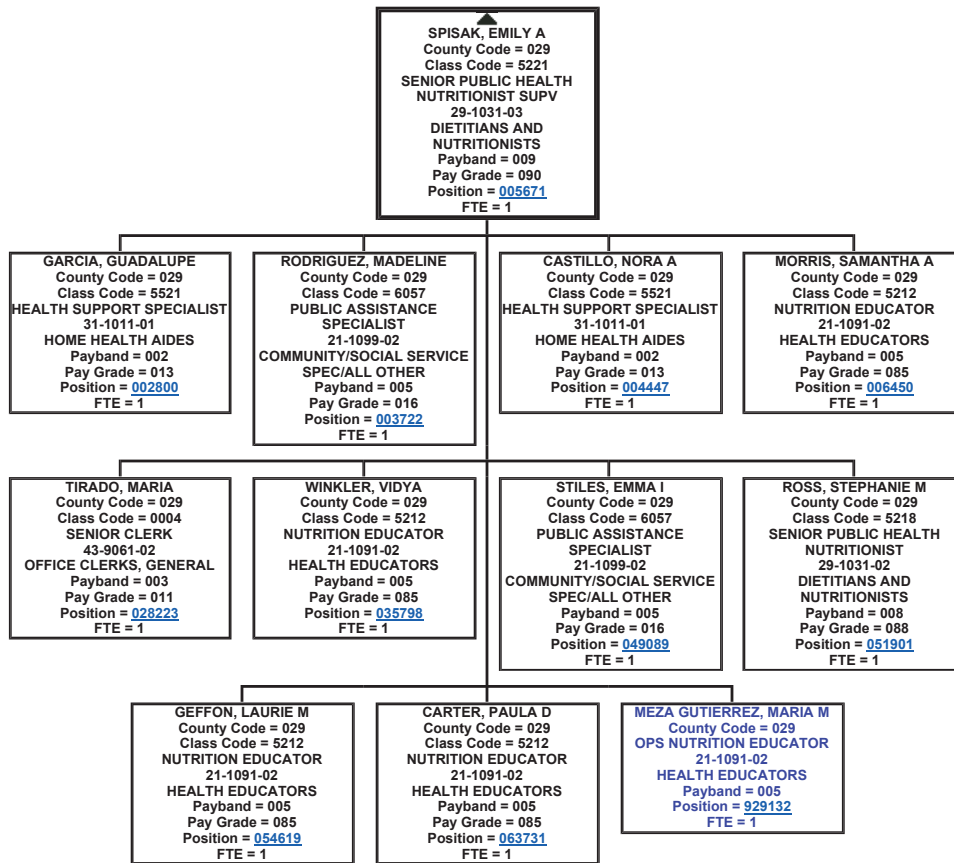 SPISAK, EMILY A
County Code = 029
Class Code = 5221
SENIOR PUBLIC HEALTH
NUTRITIONIST SUPV
29-1031-03
DIETITIANS AND
NUTRITIONISTS
Payband = 009
Pay Grade = 090
Position = 005671
FTE = 1
GARCIA, GUADALUPE
County Code = 029
Class Code = 5521
HEALTH SUPPORT SPECIALIST
31-1011-01
HOME HEALTH AIDES
Payband = 002
Pay Grade = 013
Position = 002800
FTE = 1
RODRIGUEZ, MADELINE
County Code = 029
Class Code = 6057
PUBLIC ASSISTANCE
SPECIALIST
21-1099-02
COMMUNITY/SOCIAL SERVICE
SPEC/ALL OTHER
Payband = 005
Pay Grade = 016
Position = 003722
FTE = 1
CASTILLO, NORA A
County Code = 029
Class Code = 5521
HEALTH SUPPORT SPECIALIST
31-1011-01
HOME HEALTH AIDES
Payband = 002
Pay Grade = 013
Position = 004447
FTE = 1
MORRIS, SAMANTHA A
County Code = 029
Class Code = 5212
NUTRITION EDUCATOR
21-1091-02
HEALTH EDUCATORS
Payband = 005
Pay Grade = 085
Position = 006450
FTE = 1
TIRADO, MARIA
County Code = 029
Class Code = 0004
SENIOR CLERK
43-9061-02
OFFICE CLERKS, GENERAL
Payband = 003
Pay Grade = 011
Position = 028223
FTE = 1
WINKLER, VIDYA
County Code = 029
Class Code = 5212
NUTRITION EDUCATOR
21-1091-02
HEALTH EDUCATORS
Payband = 005
Pay Grade = 085
Position = 035798
FTE = 1
STILES, EMMA I
County Code = 029
Class Code = 6057
PUBLIC ASSISTANCE
SPECIALIST
21-1099-02
COMMUNITY/SOCIAL SERVICE
SPEC/ALL OTHER
Payband = 005
Pay Grade = 016
Position = 049089
FTE = 1
ROSS, STEPHANIE M
County Code = 029
Class Code = 5218
SENIOR PUBLIC HEALTH
NUTRITIONIST
29-1031-02
DIETITIANS AND
NUTRITIONISTS
Payband = 008
Pay Grade = 088
Position = 051901
FTE = 1
GEFFON, LAURIE M
County Code = 029
Class Code = 5212
NUTRITION EDUCATOR
21-1091-02
HEALTH EDUCATORS
Payband = 005
Pay Grade = 085
Position = 054619
FTE = 1
CARTER, PAULA D
County Code = 029
Class Code = 5212
NUTRITION EDUCATOR
21-1091-02
HEALTH EDUCATORS
Payband = 005
Pay Grade = 085
Position = 063731
FTE = 1
MEZA GUTIERREZ, MARIA M
County Code = 029
OPS NUTRITION EDUCATOR
21-1091-02
HEALTH EDUCATORS
Payband = 005
Position = 929132
FTE = 1